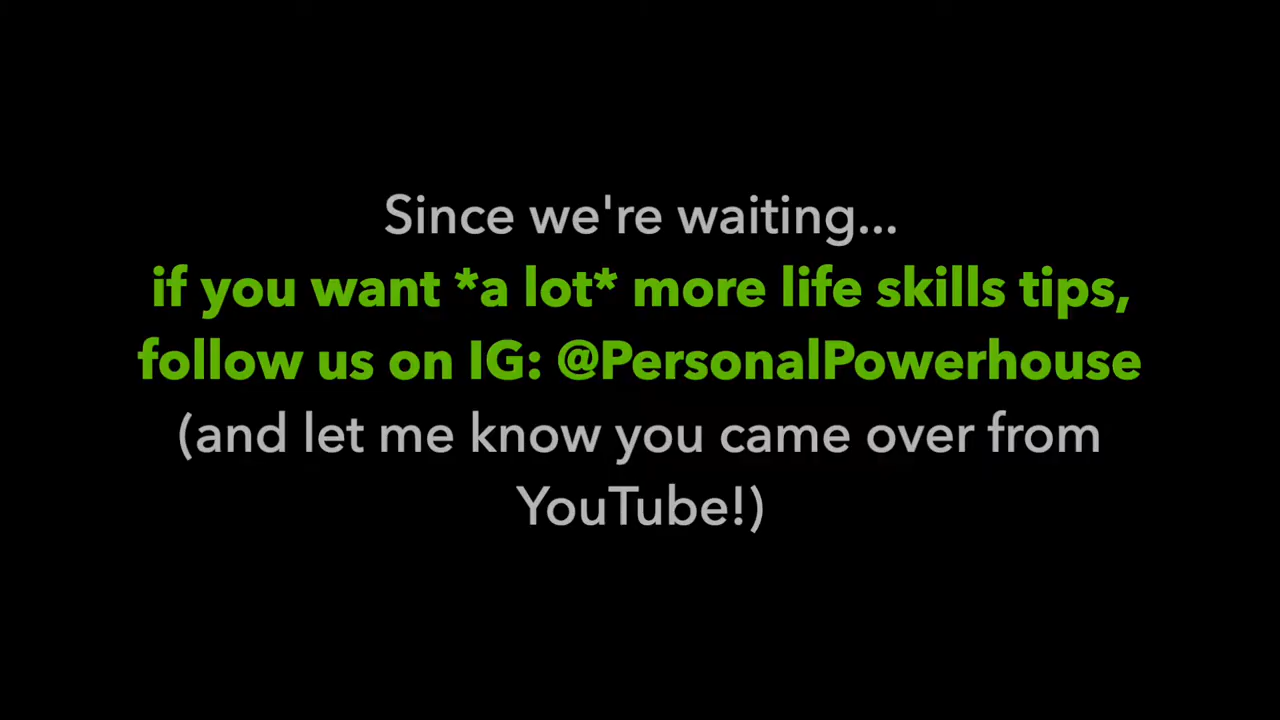 Since we're waiting...
if you want *a lot* more life skills tips,
follow us on IG: @PersonalPowerhouse
(and let me know you came over from
YouTube!)